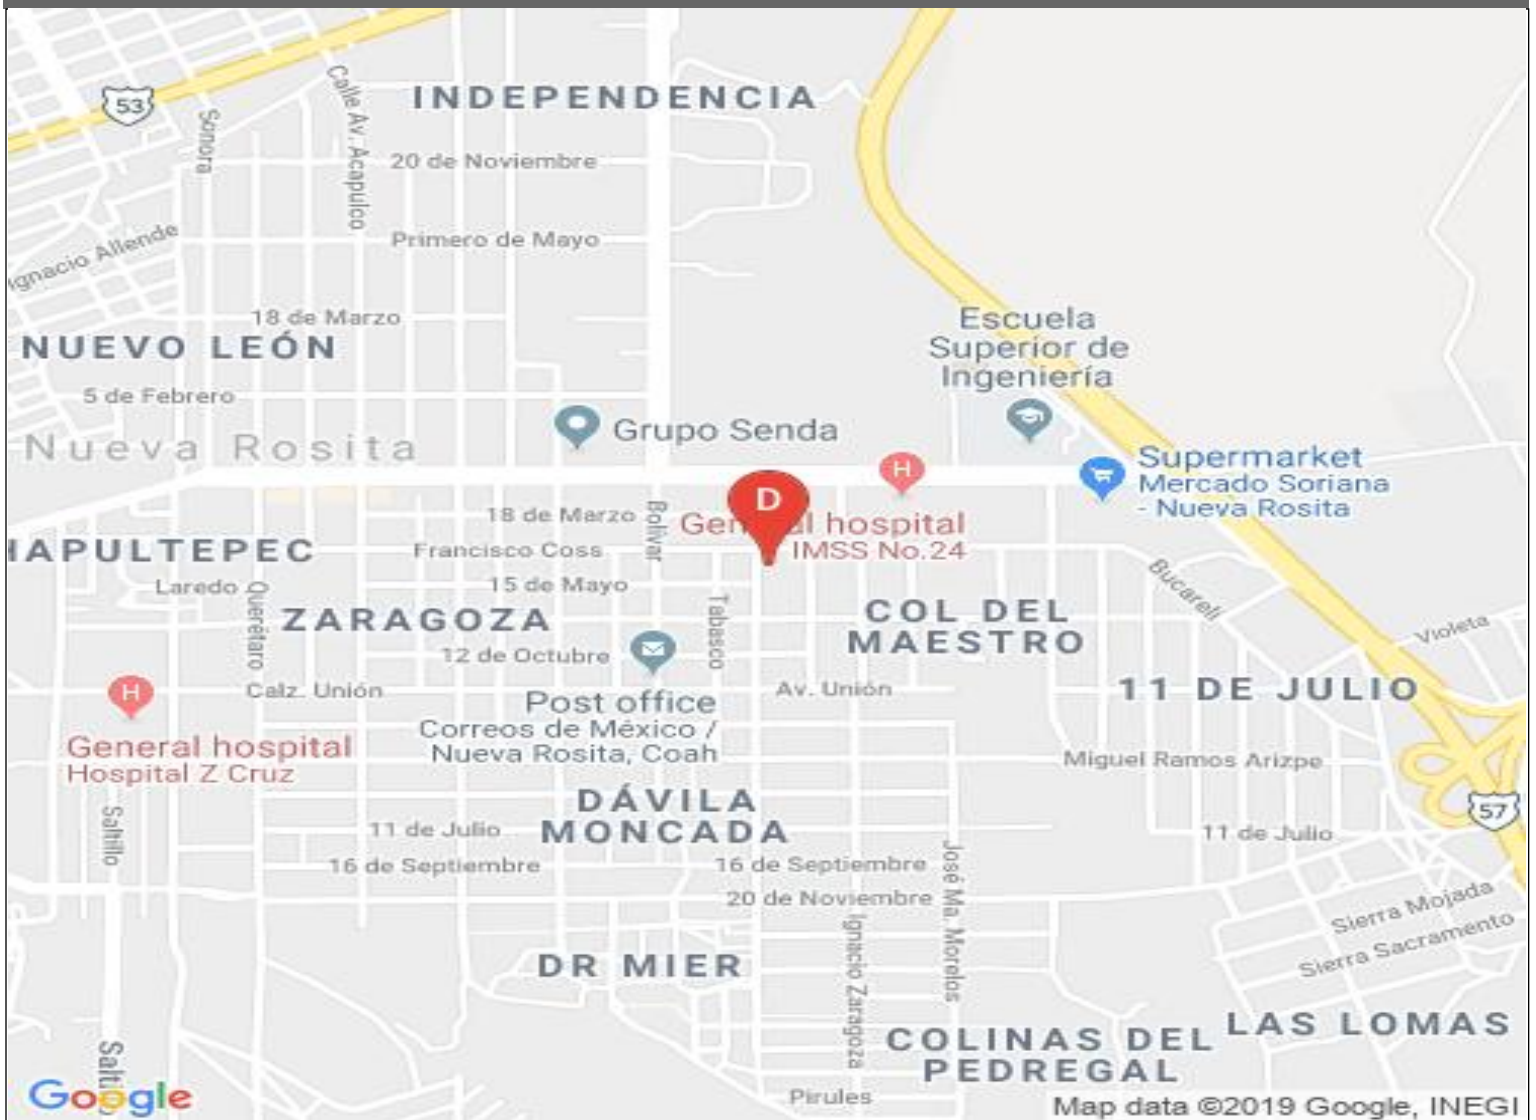 53
Sonora
Calle Av. Acapulco
INDEPENDENCIA
20 de Noviembre
Ignacio Allende
Primero de Mayo
18 de Marzo
NUEVO LEÓN
Escuela
Superior de
Ingeniería
5 de Febrero
Nueva Rosita
Grupo Senda
H
Supermarket
Mercado Soriana
- Nueva Rosita
D
18 de Marzo
Bolívar
General hospital
IMSS No.24
HAPULTEPEC
Francisco Coss
15 de Mayo
Laredo
Querétaro
ZARAGOZA
Tabasco
COL DEL
MAESTRO
Bucareli
Violeta
12 de Octubre
H
Calz. Unión
Av. Unión
11 DE JULIO
Post office
Correos de México /
Nueva Rosita, Coah
General hospital
Hospital Z Cruz
Miguel Ramos Arizpe
57
DÁVILA
MONCADA
Saltillo
11 de Julio
11 de Julio
16 de Septiembre
16 de Septiembre
20 de Noviembre
José Ma. Morelos
Sierra Mojada
Sierra Sacramento
Ignacio Zaragoza
DR MIER
COLINAS DEL
PEDREGAL
LAS LOMAS
Salti
Pirules
Google
Map data ©2019 Google, INEGI